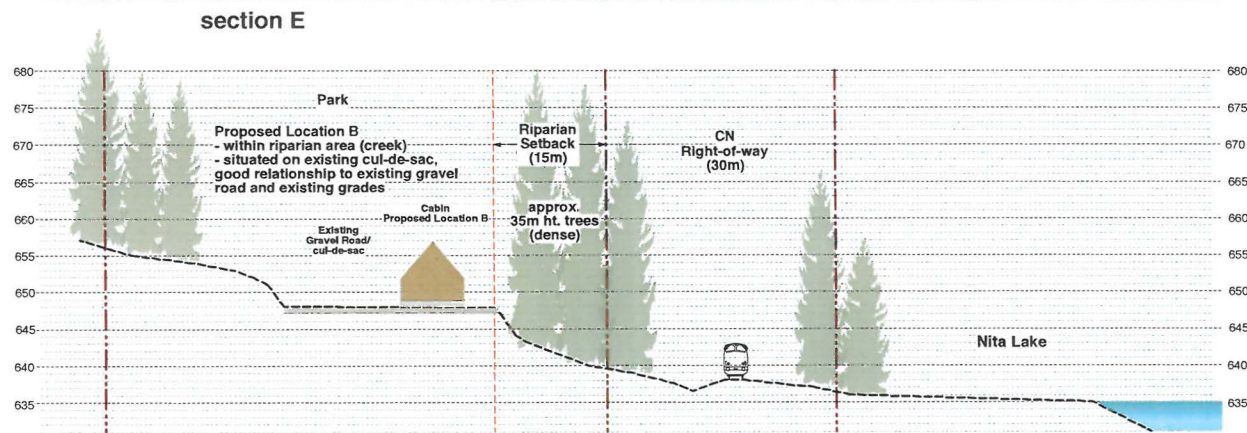 section E
680
675
670
665
660
655
650
645
640
635
Park
Proposed Location B
- within riparian area (creek)
- situated on existing cul-de-sac,
good relationship to existing gravel
road and existing grades
Existing
Gravel Road/
cul-de-sac
Cabin
Proposed Location B
Riparian
Setback
(15m)
approx.
35m ht. trees
(dense)
CN
Right-of-way
(30m)
Nita Lake
680
675
670
665
660
655
650
645
640
635